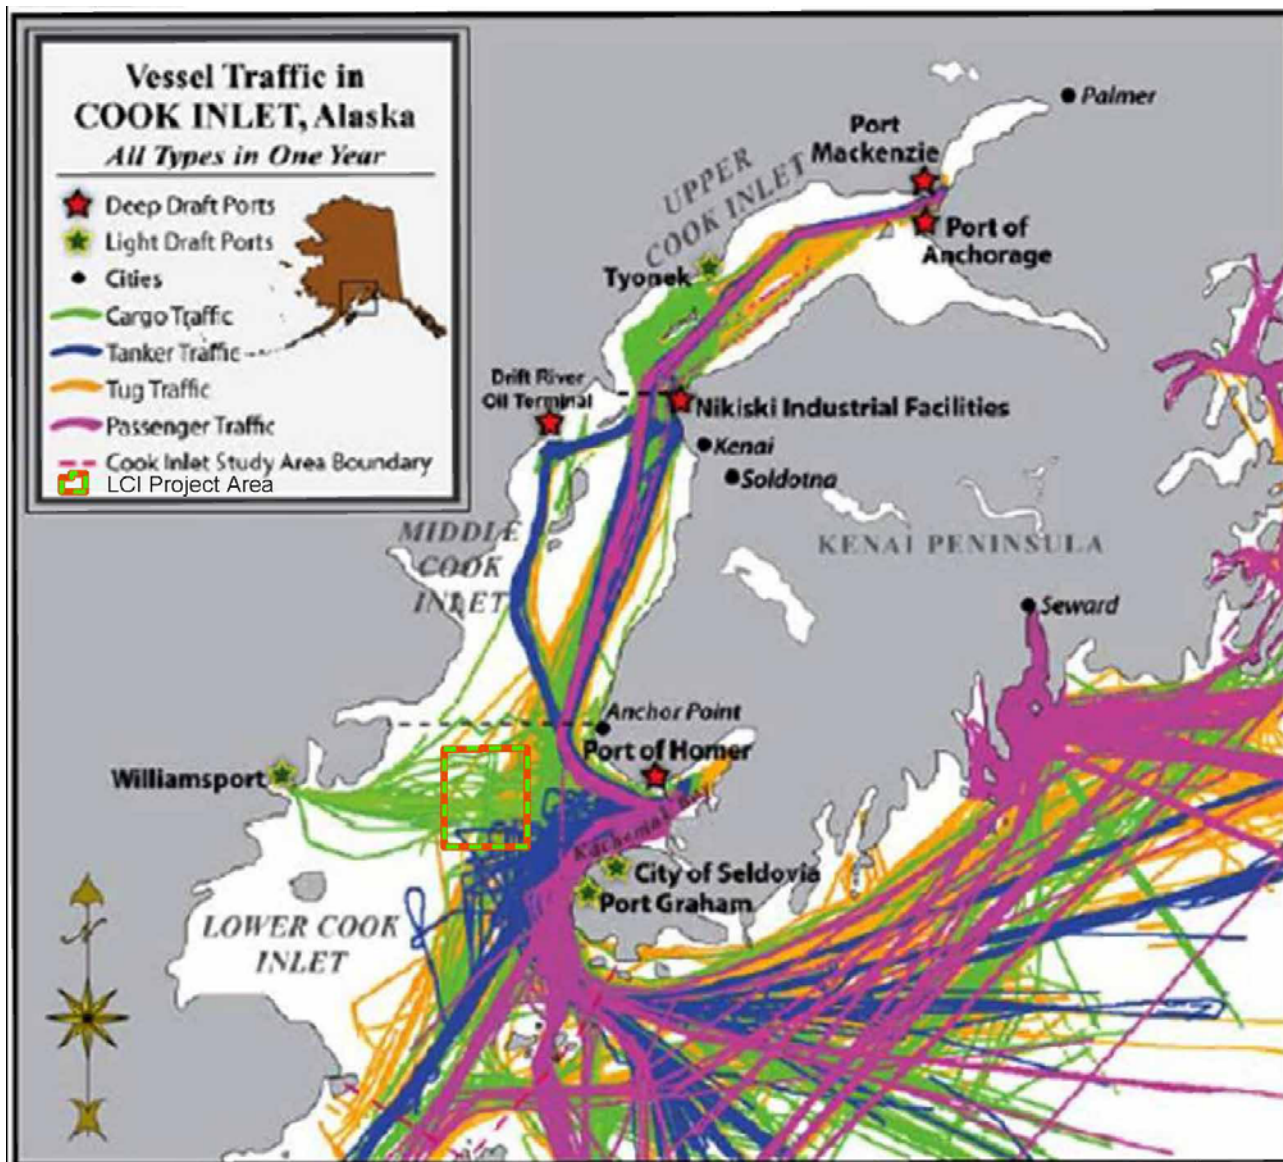 Vessel Traffic in
COOK INLET, Alaska
All Types in One Year
Deep Draft Ports
Light Draft Ports
Cities
Cargo Traffic
Tanker Traffic
Tug Traffic
Passenger Traffic
Cook Inlet Study Area Boundary
LCI Project Area
Palmer
Port
Mackenzie
UPPER
COOK INLET
Port of
Anchorage
Tyonek
Drift River
Oil Terminal
Nikiski Industrial Facilities
Kenai
Soldotna
MIDDLE
COOK
INLET
KENAI PENINSULA
Seward
Anchor Point
Port of Homer
Williamsport
Kachemak Bay
City of Seldovia
Port Graham
LOWER COOK
INLET
N